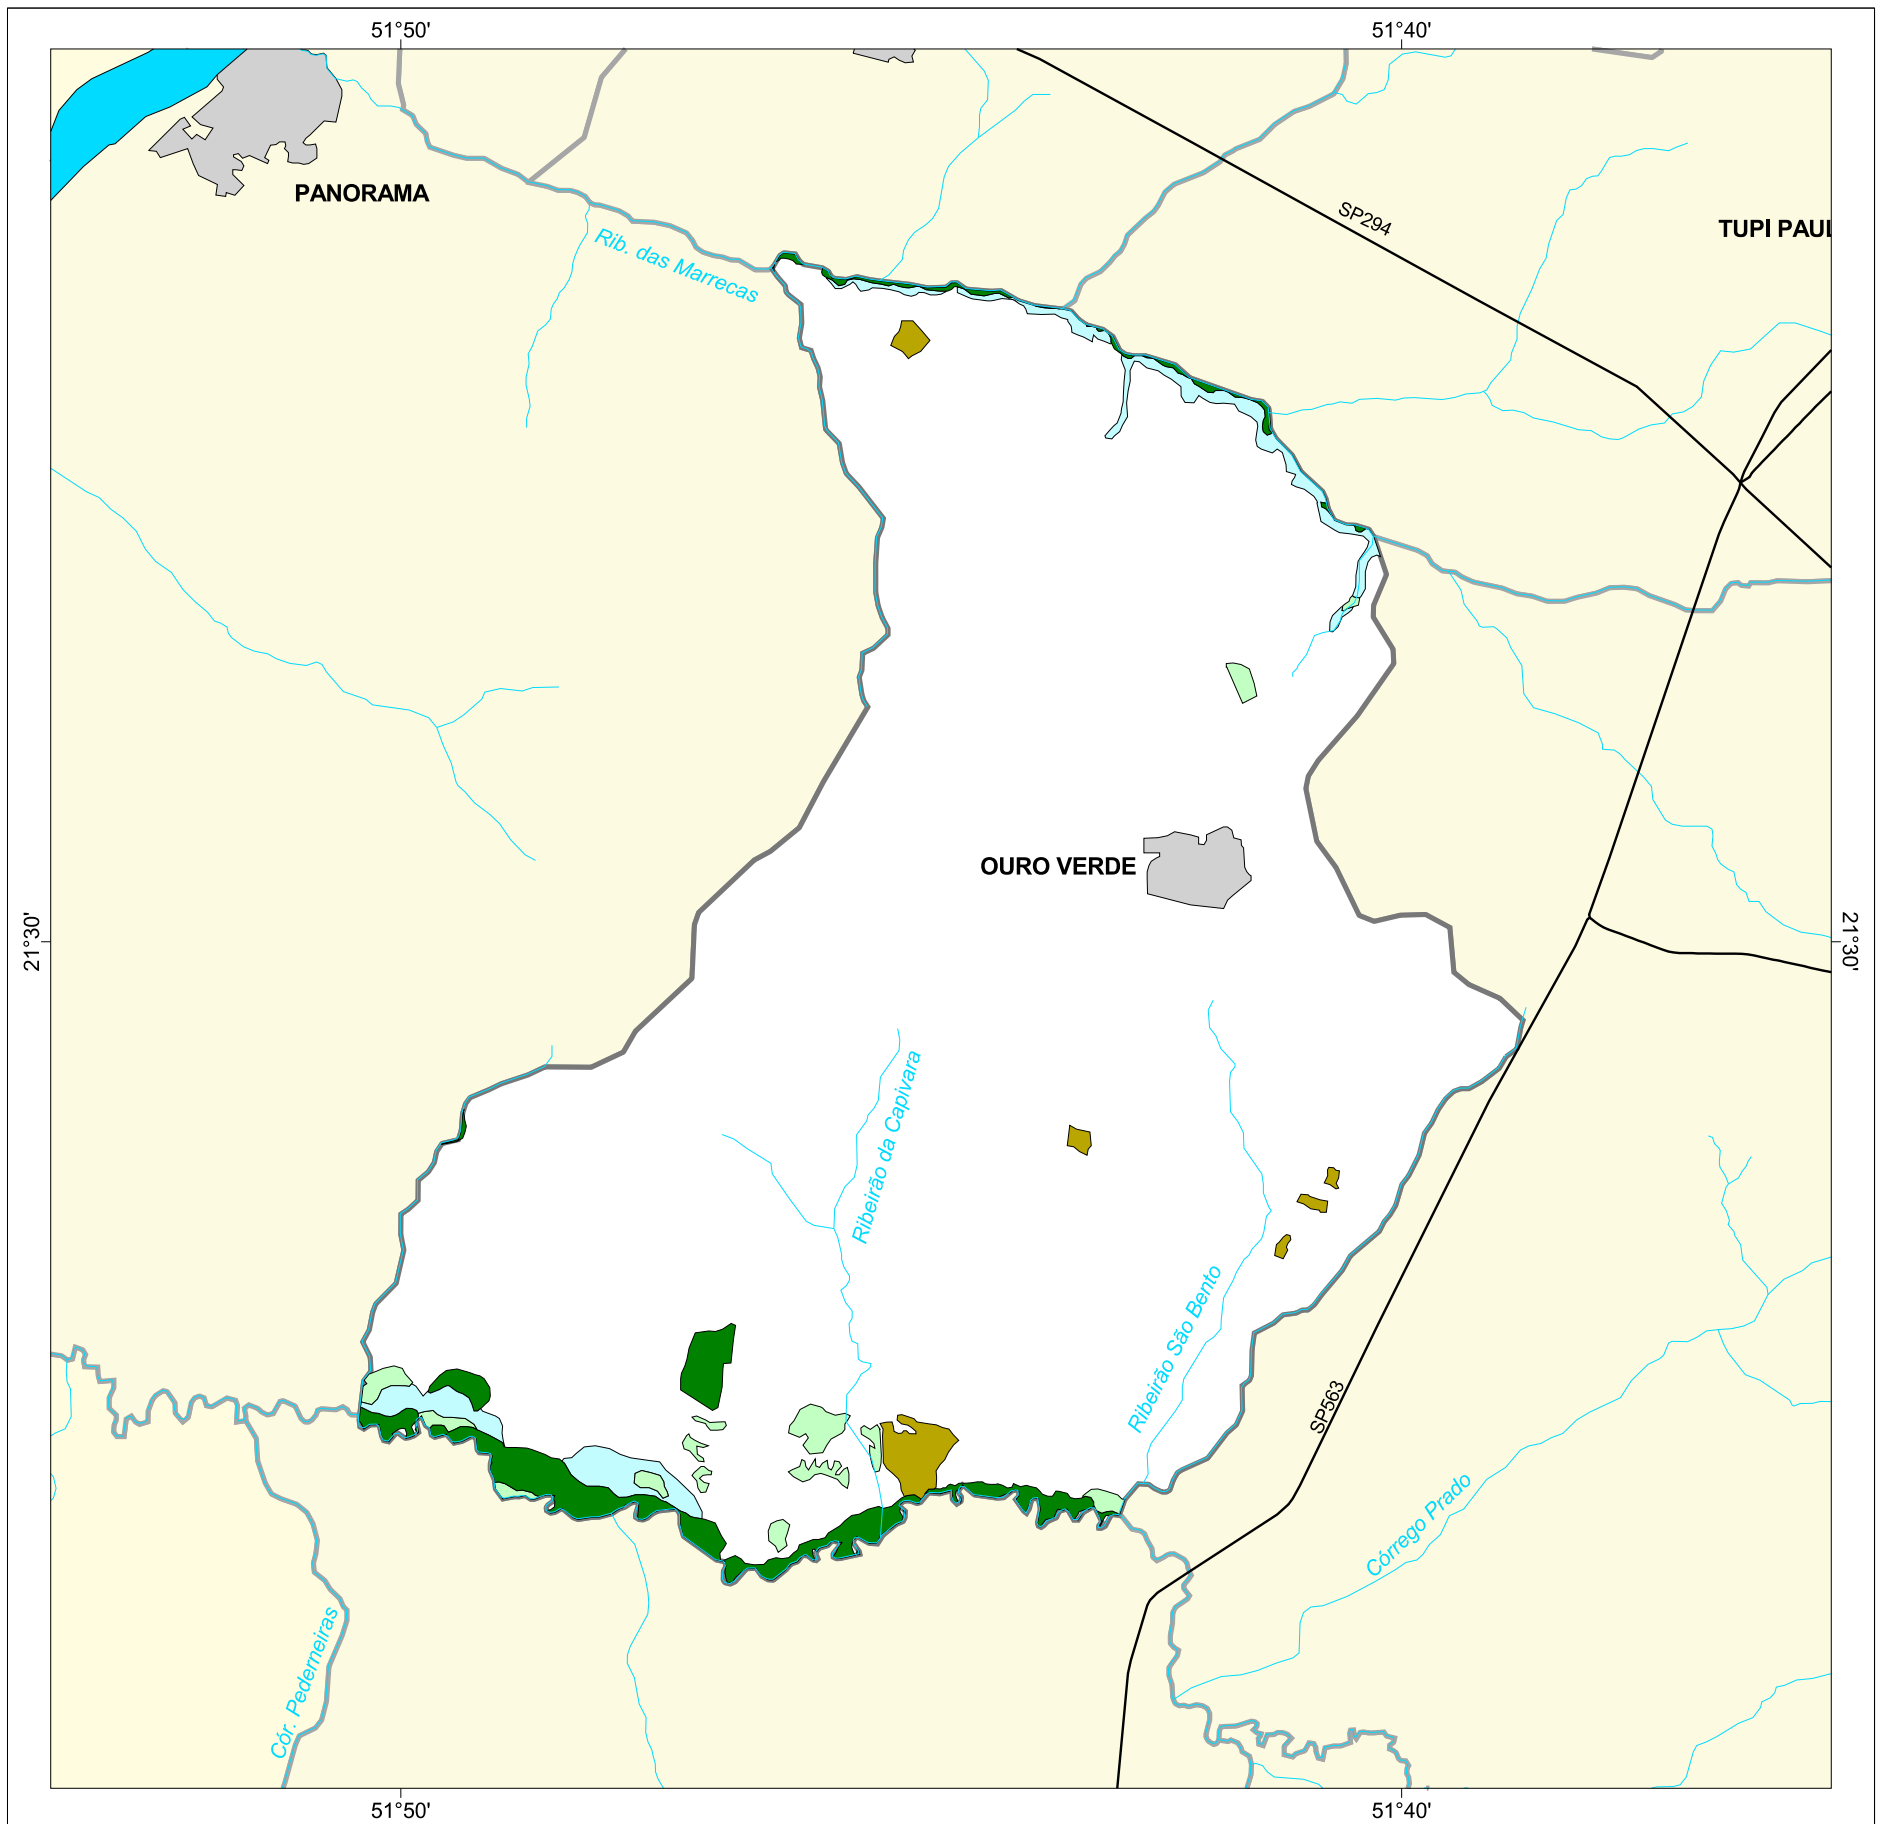 51°50'
51°40'
PANORAMA
SP294
TUPI PAUL
Rib. das Marrecas
OURO VERDE
21°30'
21°30'
Ribeirão da Capivara
Ribeirão São Bento
SP563
Córrego Prado
Cór. Pederneiras
51°50'
51°40'